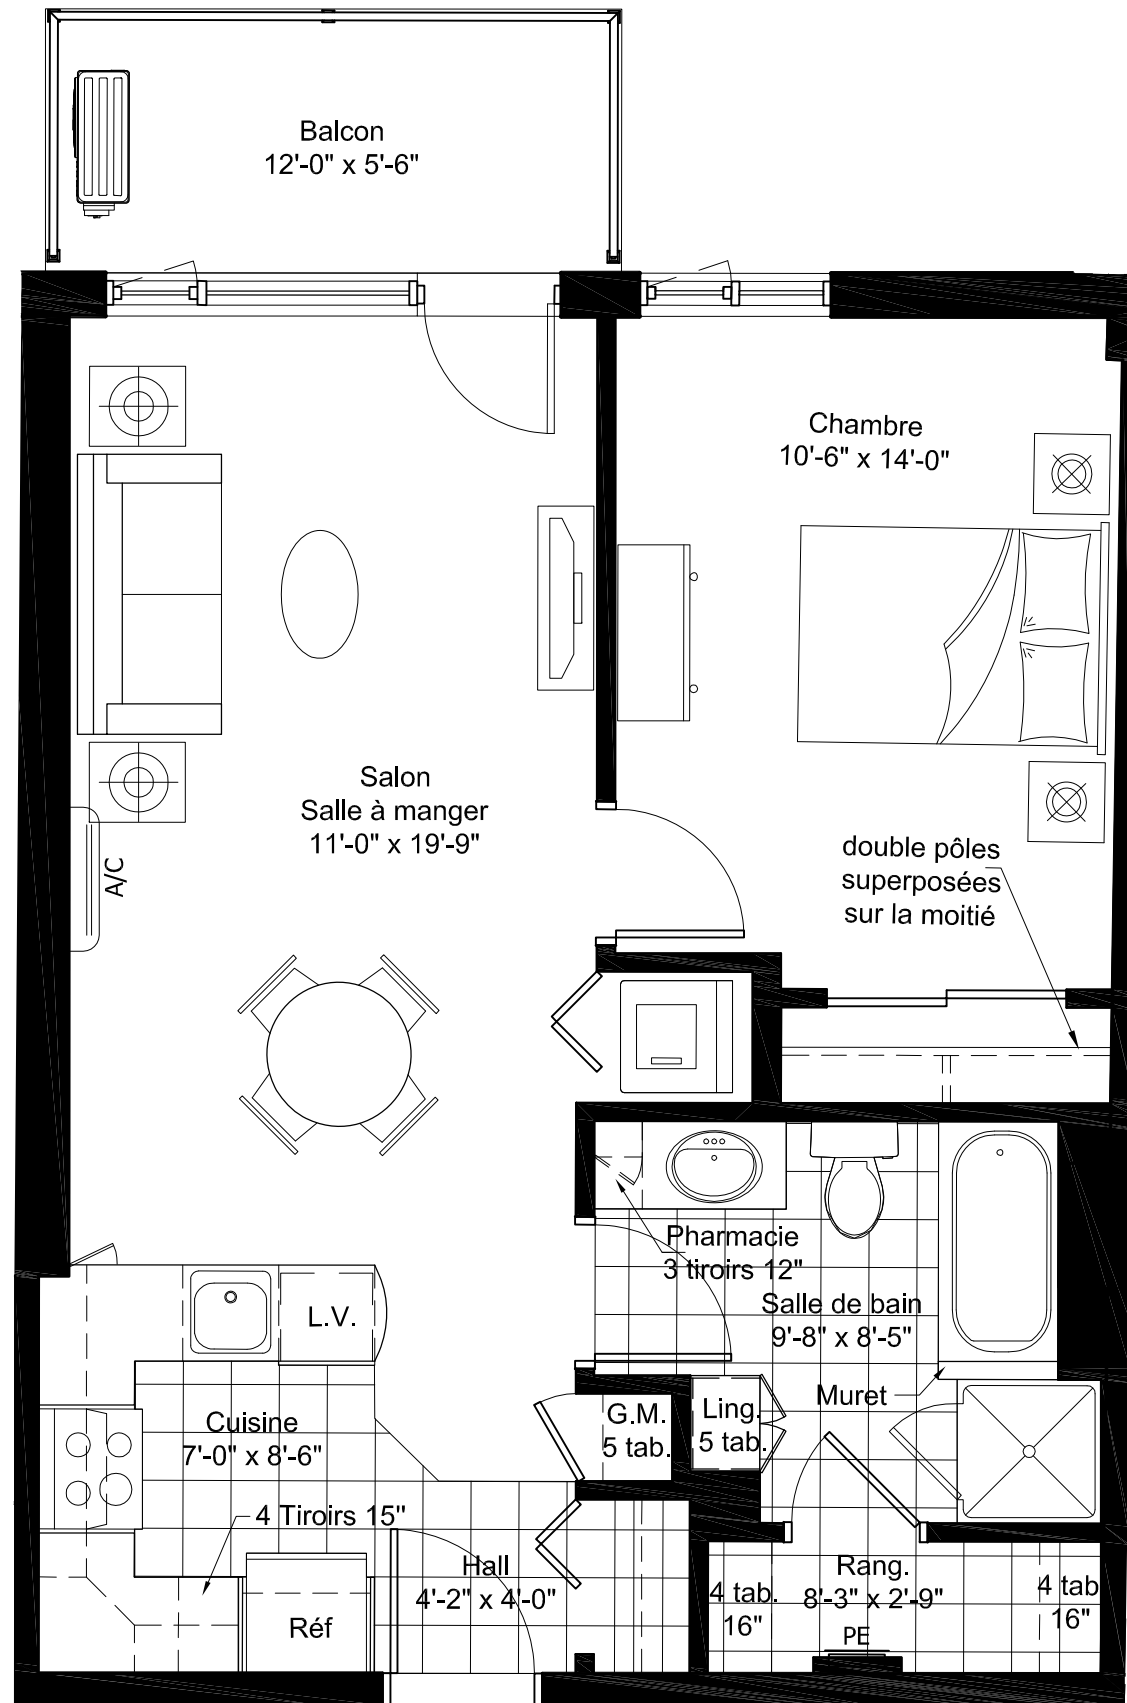 Balcon
12'-0" x 5'-6"
Chambre
10'-6" x 14'-0"
Salon
Salle à manger
11'-0" x 19'-9"
A/C
double pôles
superposées
sur la moitié
Pharmacie
3 tiroirs 12"
Salle de bain
9'-8" x 8'-5"
L.V.
Muret
Cuisine
7'-0" x 8'-6"
G.M.
5 tab.
Ling.
5 tab.
4 Tiroirs 15"
Hall
4'-2" x 4'-0"
Réf
Rang.
8'-3" x 2'-9"
4 tab.
16"
4 tab
16"
PE